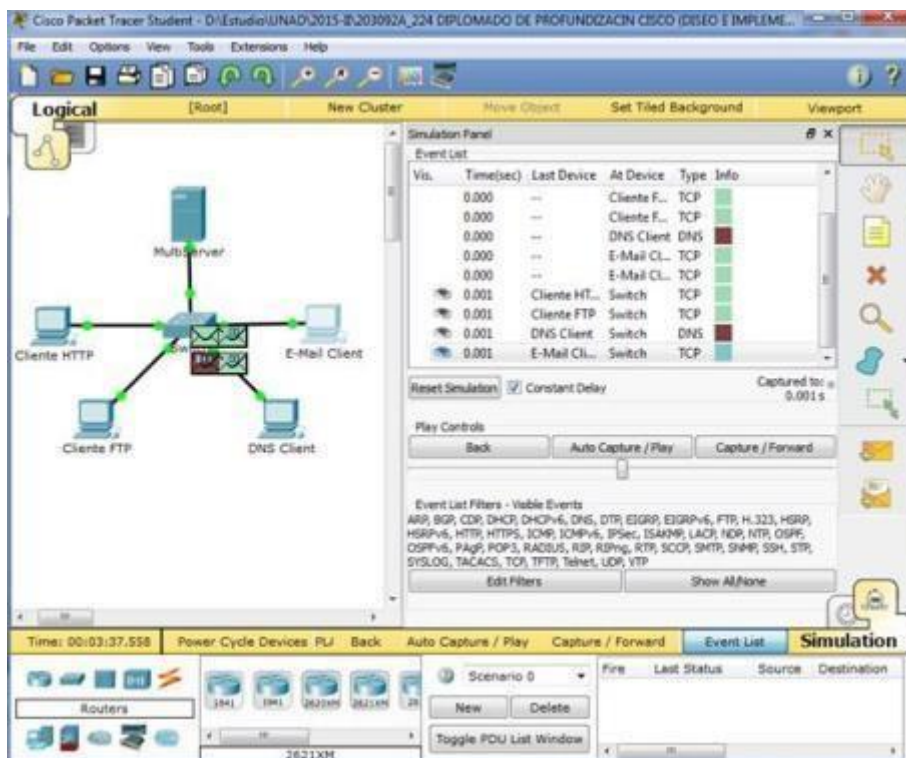 Cisco Packet Tracer Student - D:\Estudio\UNAD\2015-II\203092A_224 DIPLOMADO DE PROFUNDIZACIN CISCO (DISEO E IMPLEME...
File Edit Options View Tools Extensions Help
Logical [Root] New Cluster Move Object Set Tiled Background Viewport
MultiServer
Cliente HTTP
E-Mail Client
Cliente FTP
DNS Client
Simulation Panel
Event List
Vis. Time(sec) Last Device At Device Type Info
0.000 -- Cliente F... TCP
0.000 -- Cliente F... TCP
0.000 -- DNS Client DNS
0.000 -- E-Mail Cl... TCP
0.000 -- E-Mail Cl... TCP
0.001 Cliente HT... Switch TCP
0.001 Cliente FTP Switch TCP
0.001 DNS Client Switch DNS
0.001 E-Mail Cli... Switch TCP
Reset Simulation Constant Delay Captured to:
0.001 s
Play Controls
Back Auto Capture / Play Capture / Forward
Event List Filters - Visible Events
ARP, BGP, CDP, DHCP, DHCPv6, DNS, DTP, EIGRP, EIGRPv6, FTP, H.323, HSRP,
HSRPv6, HTTP, HTTPS, ICMP, ICMPv6, IPSec, ISAKMP, LACP, NDP, NTP, OSPF,
OSPFv6, PAgP, POP3, RADIUS, RIP, RIPng, RTP, SCCP, SMTP, SNMP, SSH, STP,
SYSLOG, TACACS, TCP, TFTP, Telnet, UDP, VTP
Edit Filters Show All/None
Time: 00:03:37.558 Power Cycle Devices Back Auto Capture / Play Capture / Forward Event List Simulation
Routers
1841 1941 2620XM 2621XM
2621XM
Scenario 0
New Delete
Toggle PDU List Window
Fire Last Status Source Destination